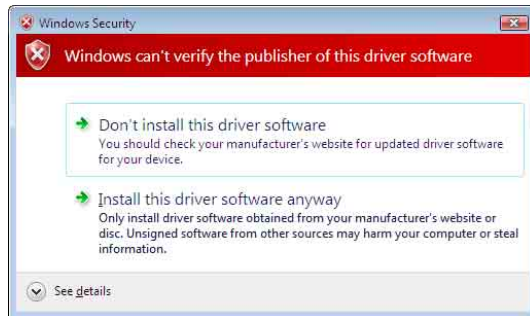 Windows Security
Windows can't verify the publisher of this driver software
Don't install this driver software
You should check your manufacturer's website for updated driver software
for your device.
Install this driver software anyway
Only install driver software obtained from your manufacturer's website or
disc. Unsigned software from other sources may harm your computer or steal
information.
See details